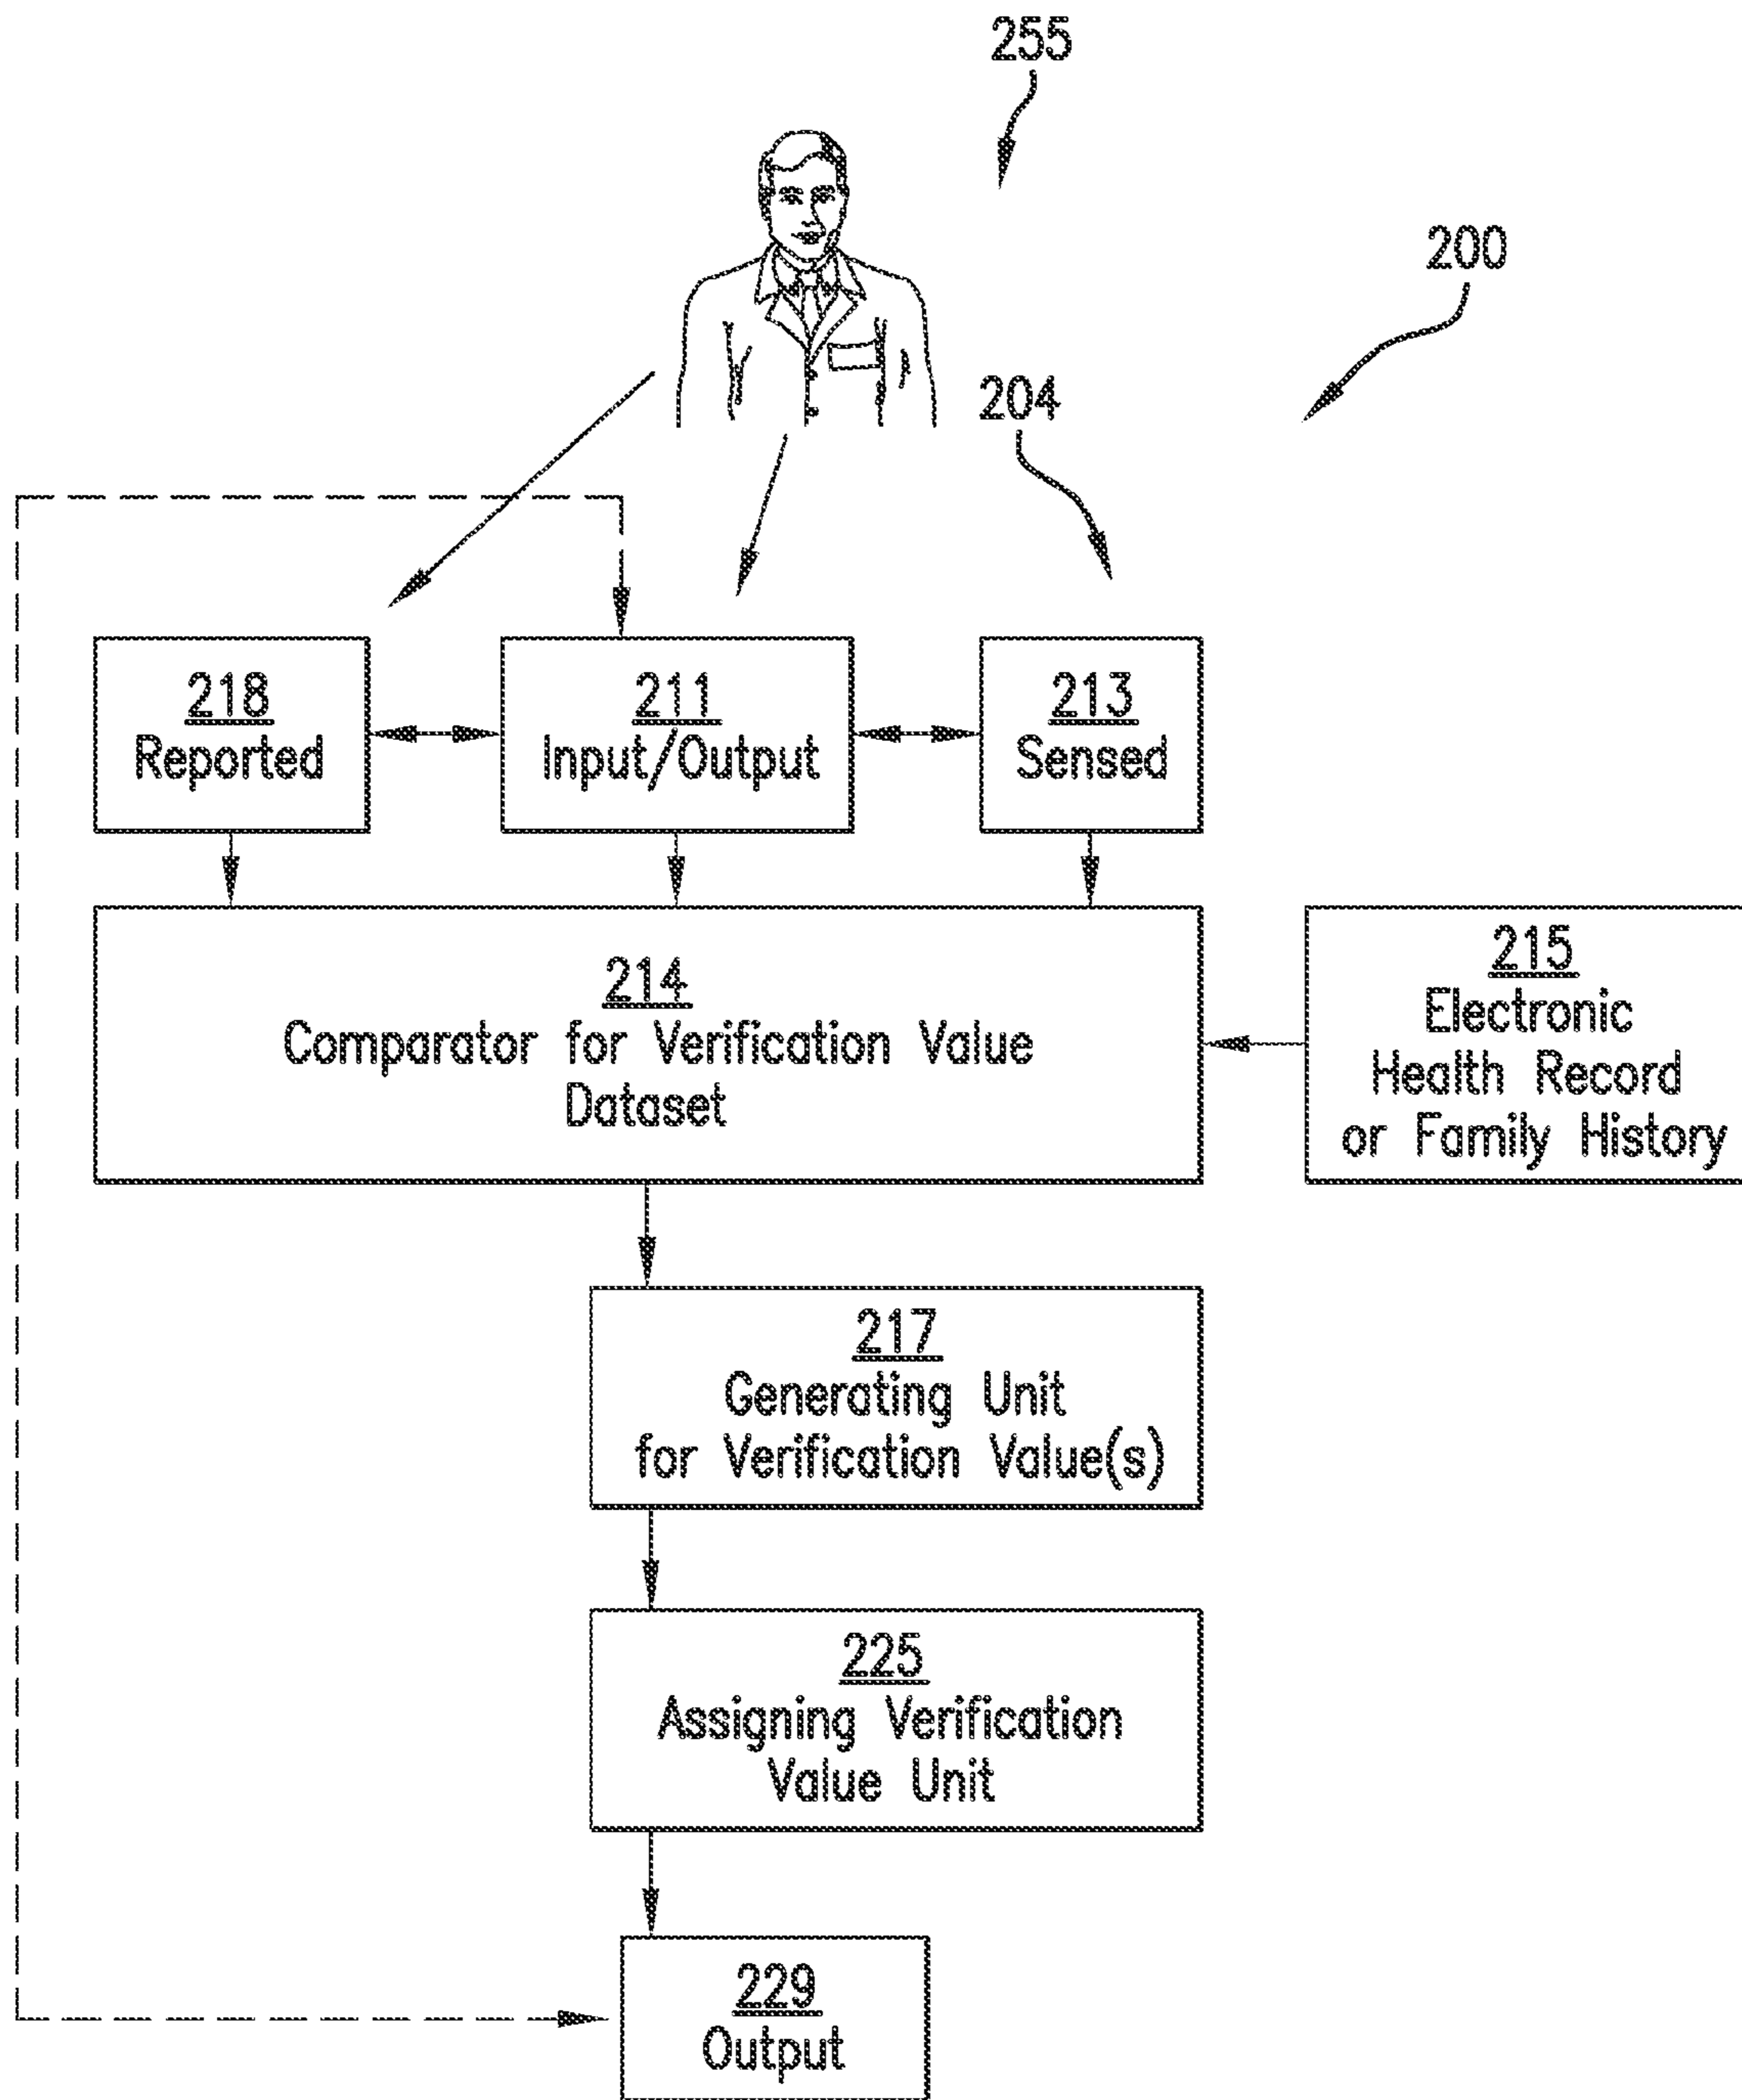 255
200
204
218
Reported
211
Input/Output
213
Sensed
214
Comparator for Verification Value
Dataset
215
Electronic
Health Record
or Family History
217
Generating Unit
for Verification Value(s)
225
Assigning Verification
Value Unit
229
Output